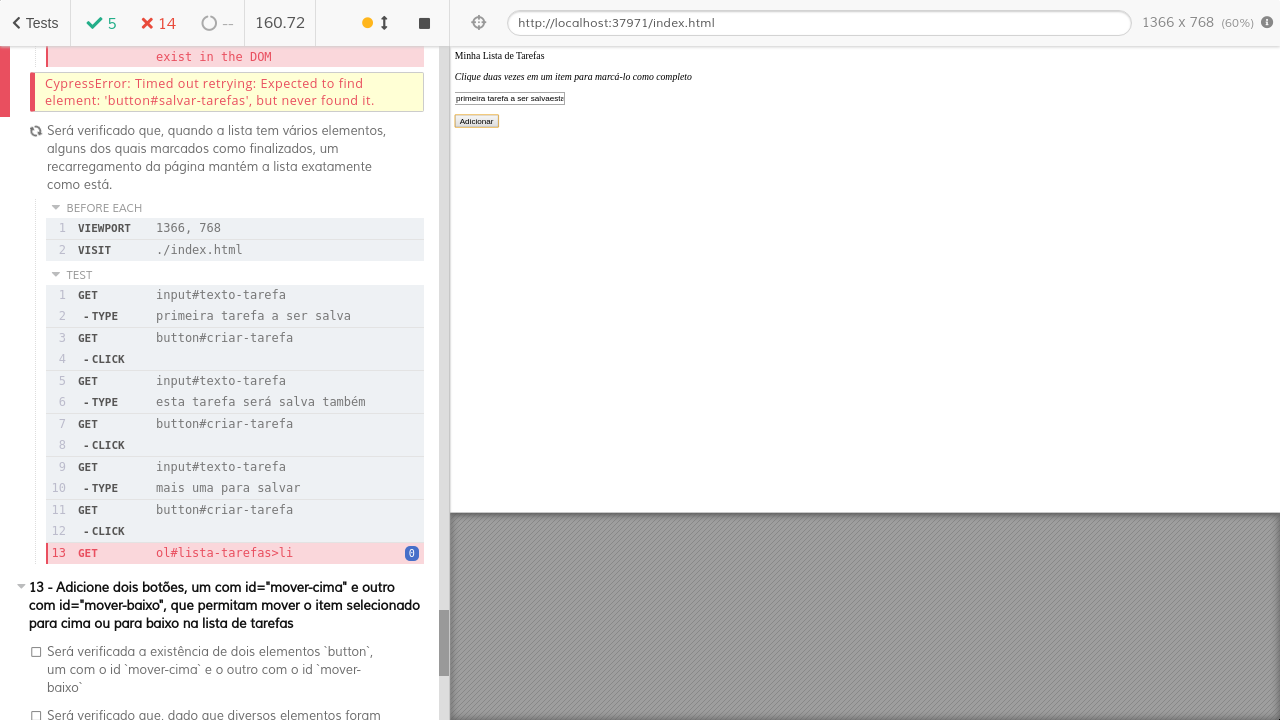 Tests
5
14
--
160.72
http://localhost:37971/index.html
1366 x 768 (60%)
exist in the DOM
CypressError: Timed out retrying: Expected to find
element: 'button#salvar-tarefas', but never found it.
Será verificado que, quando a lista tem vários elementos,
alguns dos quais marcados como finalizados, um
recarregamento da página mantém a lista exatamente
como está.
BEFORE EACH
1 VIEWPORT 1366, 768
2 VISIT ./index.html
TEST
1 GET input#texto-tarefa
2 -TYPE primeira tarefa a ser salva
3 GET button#criar-tarefa
4 -CLICK
5 GET input#texto-tarefa
6 -TYPE esta tarefa será salva também
7 GET button#criar-tarefa
8 -CLICK
9 GET input#texto-tarefa
10 -TYPE mais uma para salvar
11 GET button#criar-tarefa
12 -CLICK
13 GET ol#lista-tarefas>li 0
13 - Adicione dois botões, um com id="mover-cima" e outro
com id="mover-baixo", que permitam mover o item selecionado
para cima ou para baixo na lista de tarefas
Será verificada a existência de dois elementos `button`,
um com o id `mover-cima` e o outro com o id `mover-
baixo`
Será verificado que, dado que diversos elementos foram
Minha Lista de Tarefas
Clique duas vezes em um item para marcá-lo como completo
primeira tarefa a ser salvaesta
Adicionar